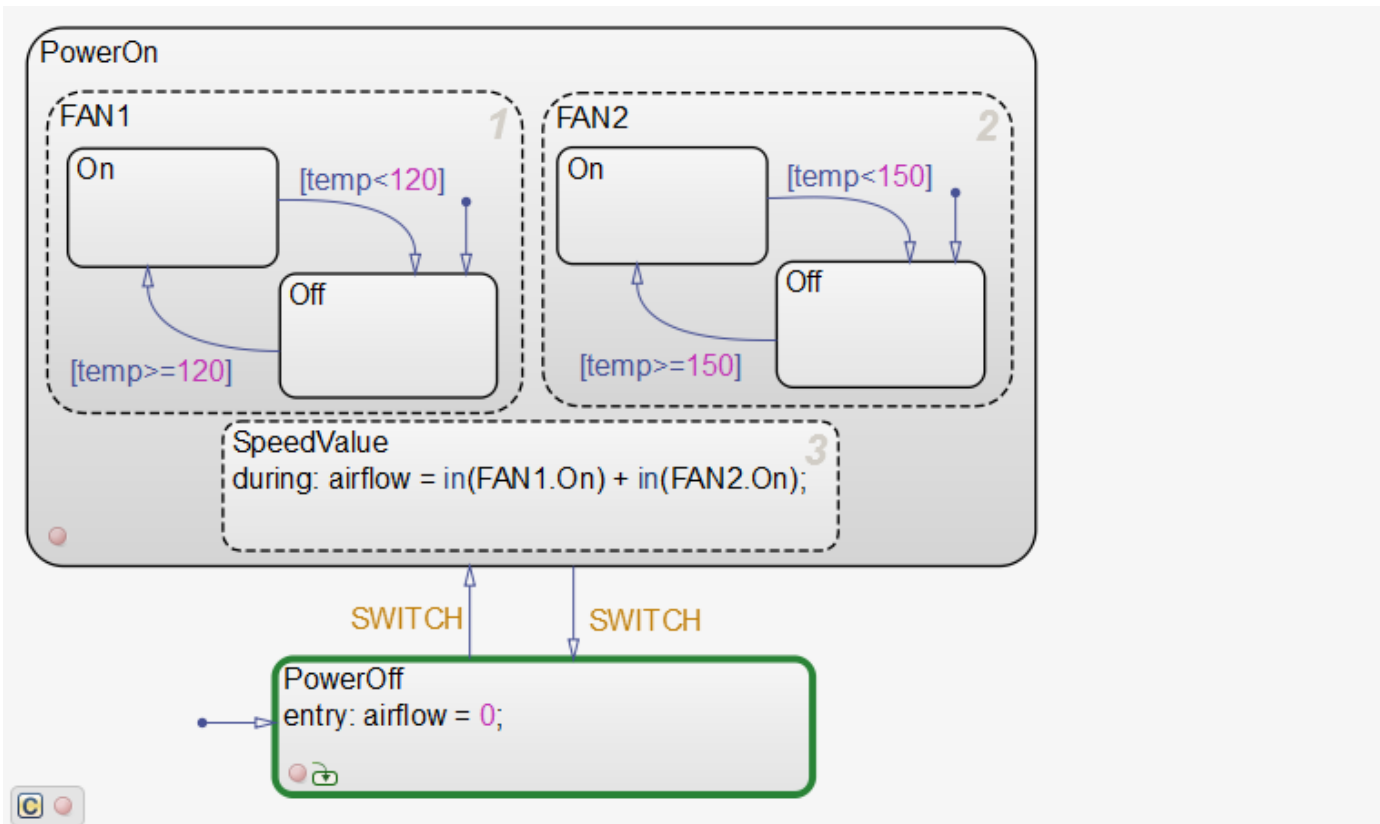 PowerOn
FAN1
1
On
[temp<120]
Off
[temp>=120]
FAN2
2
On
[temp<150]
Off
[temp>=150]
SpeedValue
3
during: airflow = in(FAN1.On) + in(FAN2.On);
SWITCH
SWITCH
PowerOff
entry: airflow = 0;
C